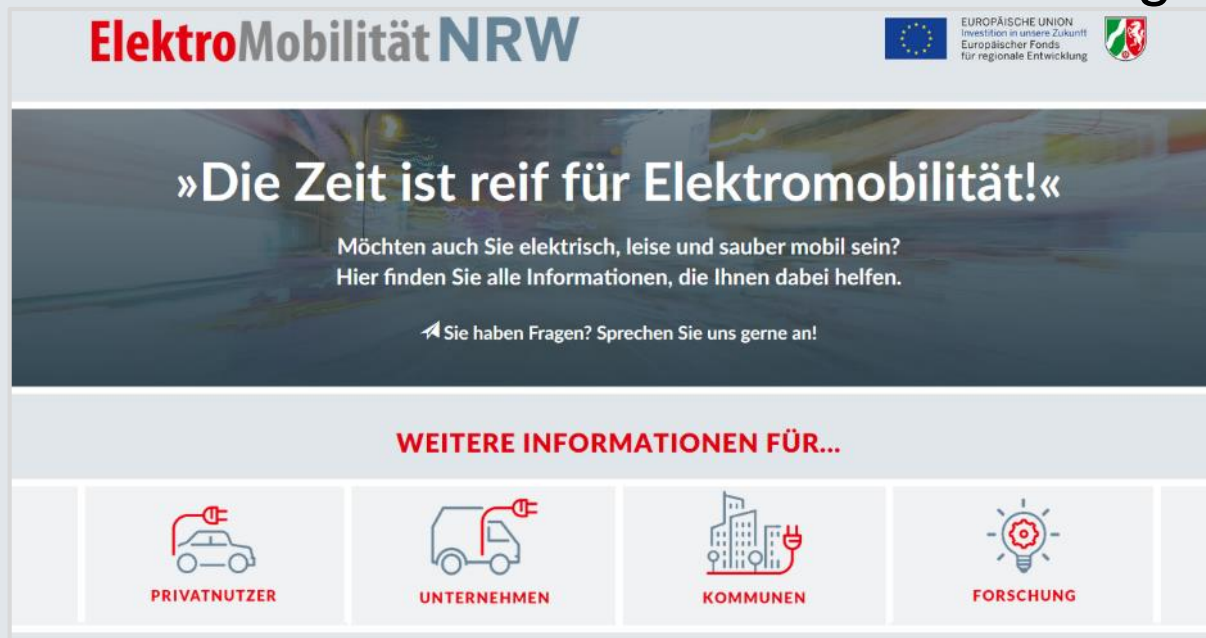 ElektroMobilität NRW
EUROPÄISCHE UNION
Investition in unsere Zukunft
Europäischer Fonds
für regionale Entwicklung
»Die Zeit ist reif für Elektromobilität!«
Möchten auch Sie elektrisch, leise und sauber mobil sein?
Hier finden Sie alle Informationen, die Ihnen dabei helfen.
Sie haben Fragen? Sprechen Sie uns gerne an!
WEITERE INFORMATIONEN FÜR...
PRIVATNUTZER
UNTERNEHMEN
KOMMUNEN
FORSCHUNG